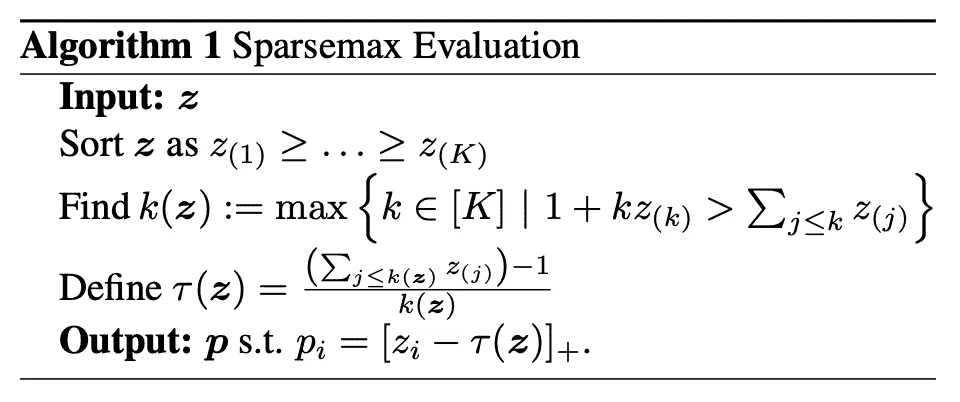 Algorithm 1 Sparsemax Evaluation
Input: z
Sort z as z₍₁₎ ≥ … ≥ z₍K₎
Find k(z) := max {k ∈ [K] | 1 + kz₍k₎ > ∑_{j≤k} z₍j₎}
Define τ(z) = ((∑_{j≤k(z)} z₍j₎)−1)/k(z)
Output: p s.t. pᵢ = [zᵢ − τ(z)]₊.